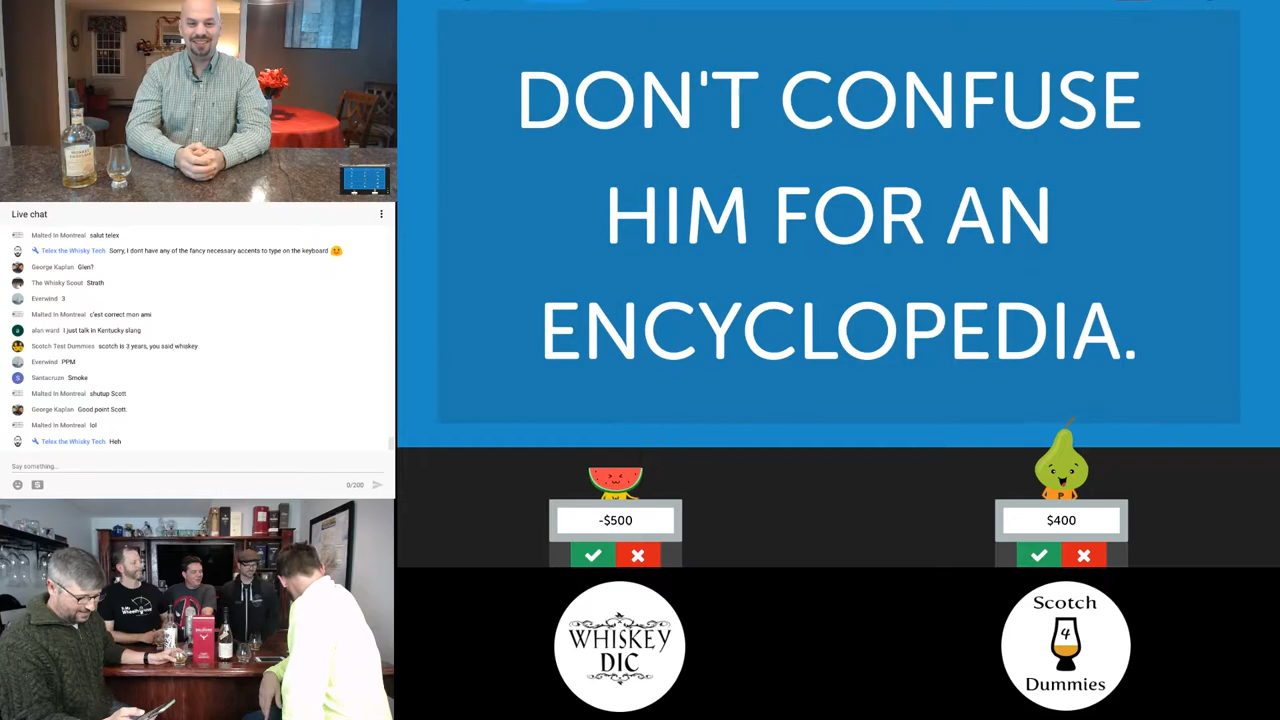 DON'T CONFUSE
HIM FOR AN
ENCYCLOPEDIA.
Live chat
Malted In Montreal salut telex
Telex the Whisky Tech Sorry, I dont have any of the fancy necessary accents to type on the keyboard
George Kaplan Glen?
The Whisky Scout Strath
Everwind 3
Malted In Montreal c'est correct mon ami
a alan ward I just talk in Kentucky slang
Scotch Test Dummies scotch is 3 years, you said whiskey
Everwind PPM
S Santacruzn Smoke
Malted In Montreal shutup Scott
George Kaplan Good point Scott.
Malted In Montreal lol
Telex the Whisky Tech Heh
Say something...
0/200
-$500
$400
P
WHISKEY
DIC
Scotch
4
Dummies